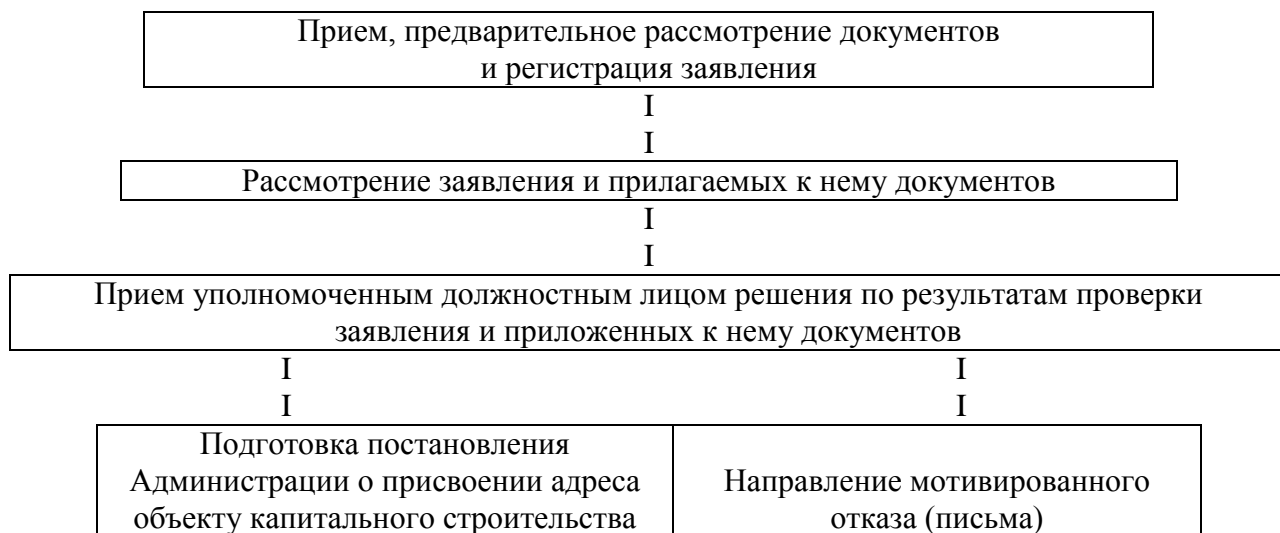 Прием, предварительное рассмотрение документов
и регистрация заявления
I
I
Рассмотрение заявления и прилагаемых к нему документов
I
I
Прием уполномоченным должностным лицом решения по результатам проверки
заявления и приложенных к нему документов
I I
I I
Подготовка постановления
Администрации о присвоении адреса
объекту капитального строительства
Направление мотивированного
отказа (письма)